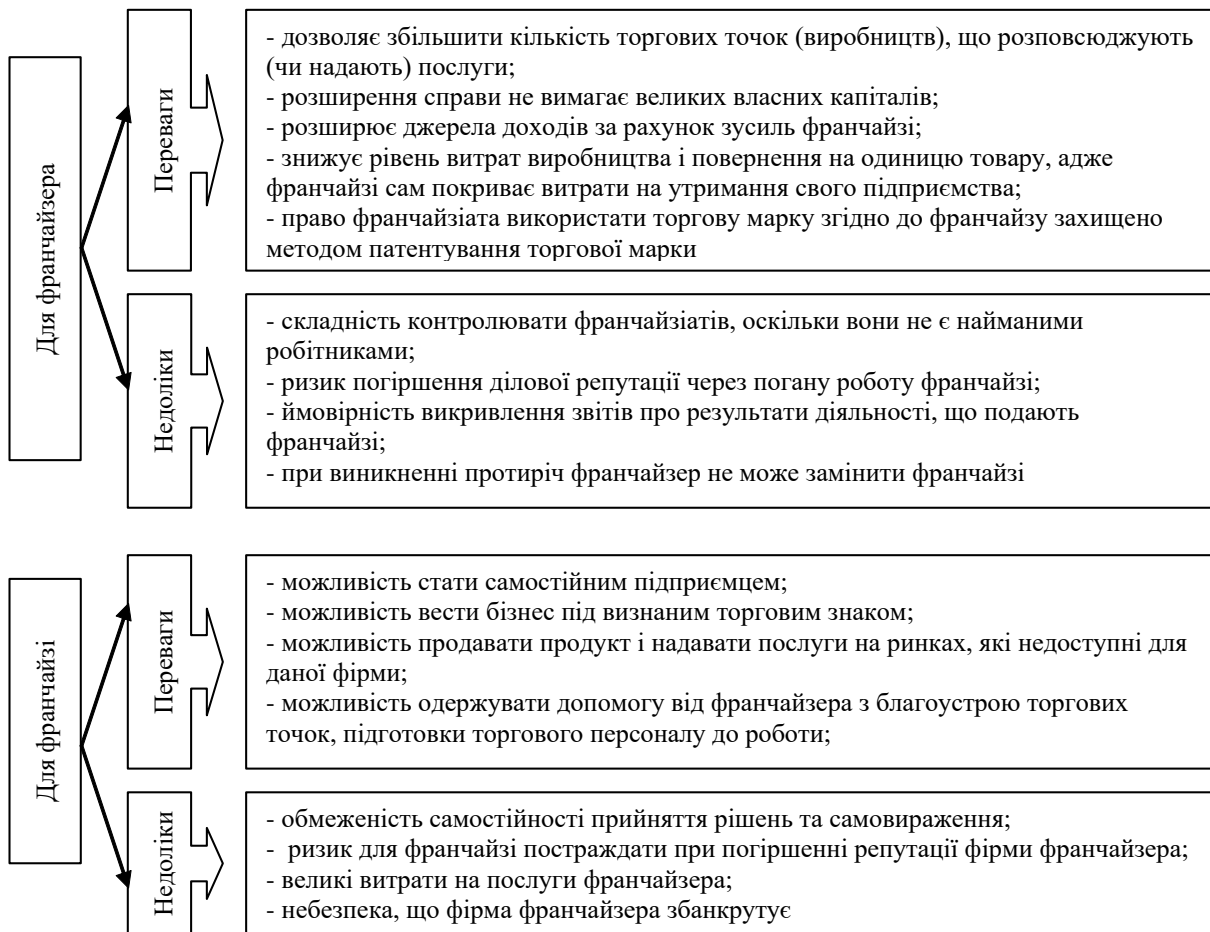 Для франчайзера
Переваги
- дозволяє збільшити кількість торгових точок (виробництв), що розповсюджують
(чи надають) послуги;
- розширення справи не вимагає великих власних капіталів;
- розширює джерела доходів за рахунок зусиль франчайзі;
- знижує рівень витрат виробництва і повернення на одиницю товару, адже
франчайзі сам покриває витрати на утримання свого підприємства;
- право франчайзіата використати торгову марку згідно до франчайзу захищено
методом патентування торгової марки
Недоліки
- складність контролювати франчайзіатів, оскільки вони не є найманими
робітниками;
- ризик погіршення ділової репутації через погану роботу франчайзі;
- ймовірність викривлення звітів про результати діяльності, що подають
франчайзі;
- при виникненні протиріч франчайзер не може замінити франчайзі
Для франчайзі
Переваги
- можливість стати самостійним підприємцем;
- можливість вести бізнес під визнаним торговим знаком;
- можливість продавати продукт і надавати послуги на ринках, які недоступні для
даної фірми;
- можливість одержувати допомогу від франчайзера з благоустрою торгових
точок, підготовки торгового персоналу до роботи;
Недоліки
- обмеженість самостійності прийняття рішень та самовираження;
- ризик для франчайзі постраждати при погіршенні репутації фірми франчайзера;
- великі витрати на послуги франчайзера;
- небезпека, що фірма франчайзера збанкрутує